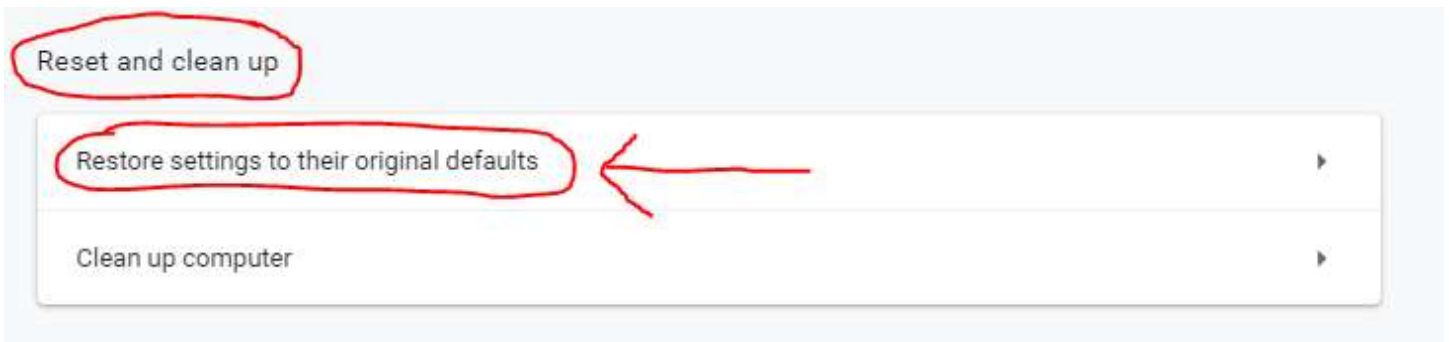 Reset and clean up
Restore settings to their original defaults
Clean up computer